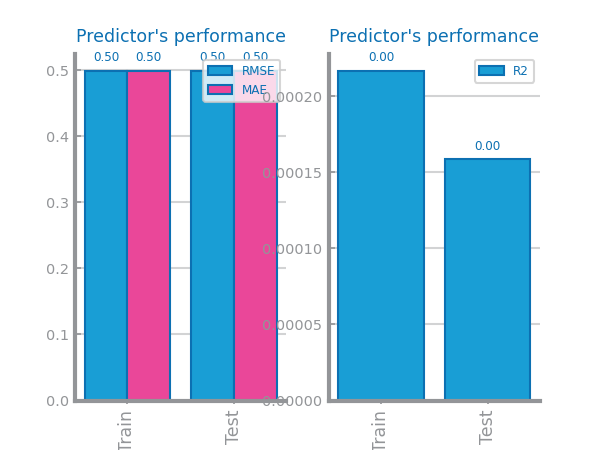 Predictor's performance
0.50 0.50 0.50 0.50
RMSE
MAE
0.5
0.4
0.3
0.2
0.1
0.0
Train
Test
Predictor's performance
0.00
0.00
R2
0.00020
0.00015
0.00010
0.00005
0.00000
Train
Test